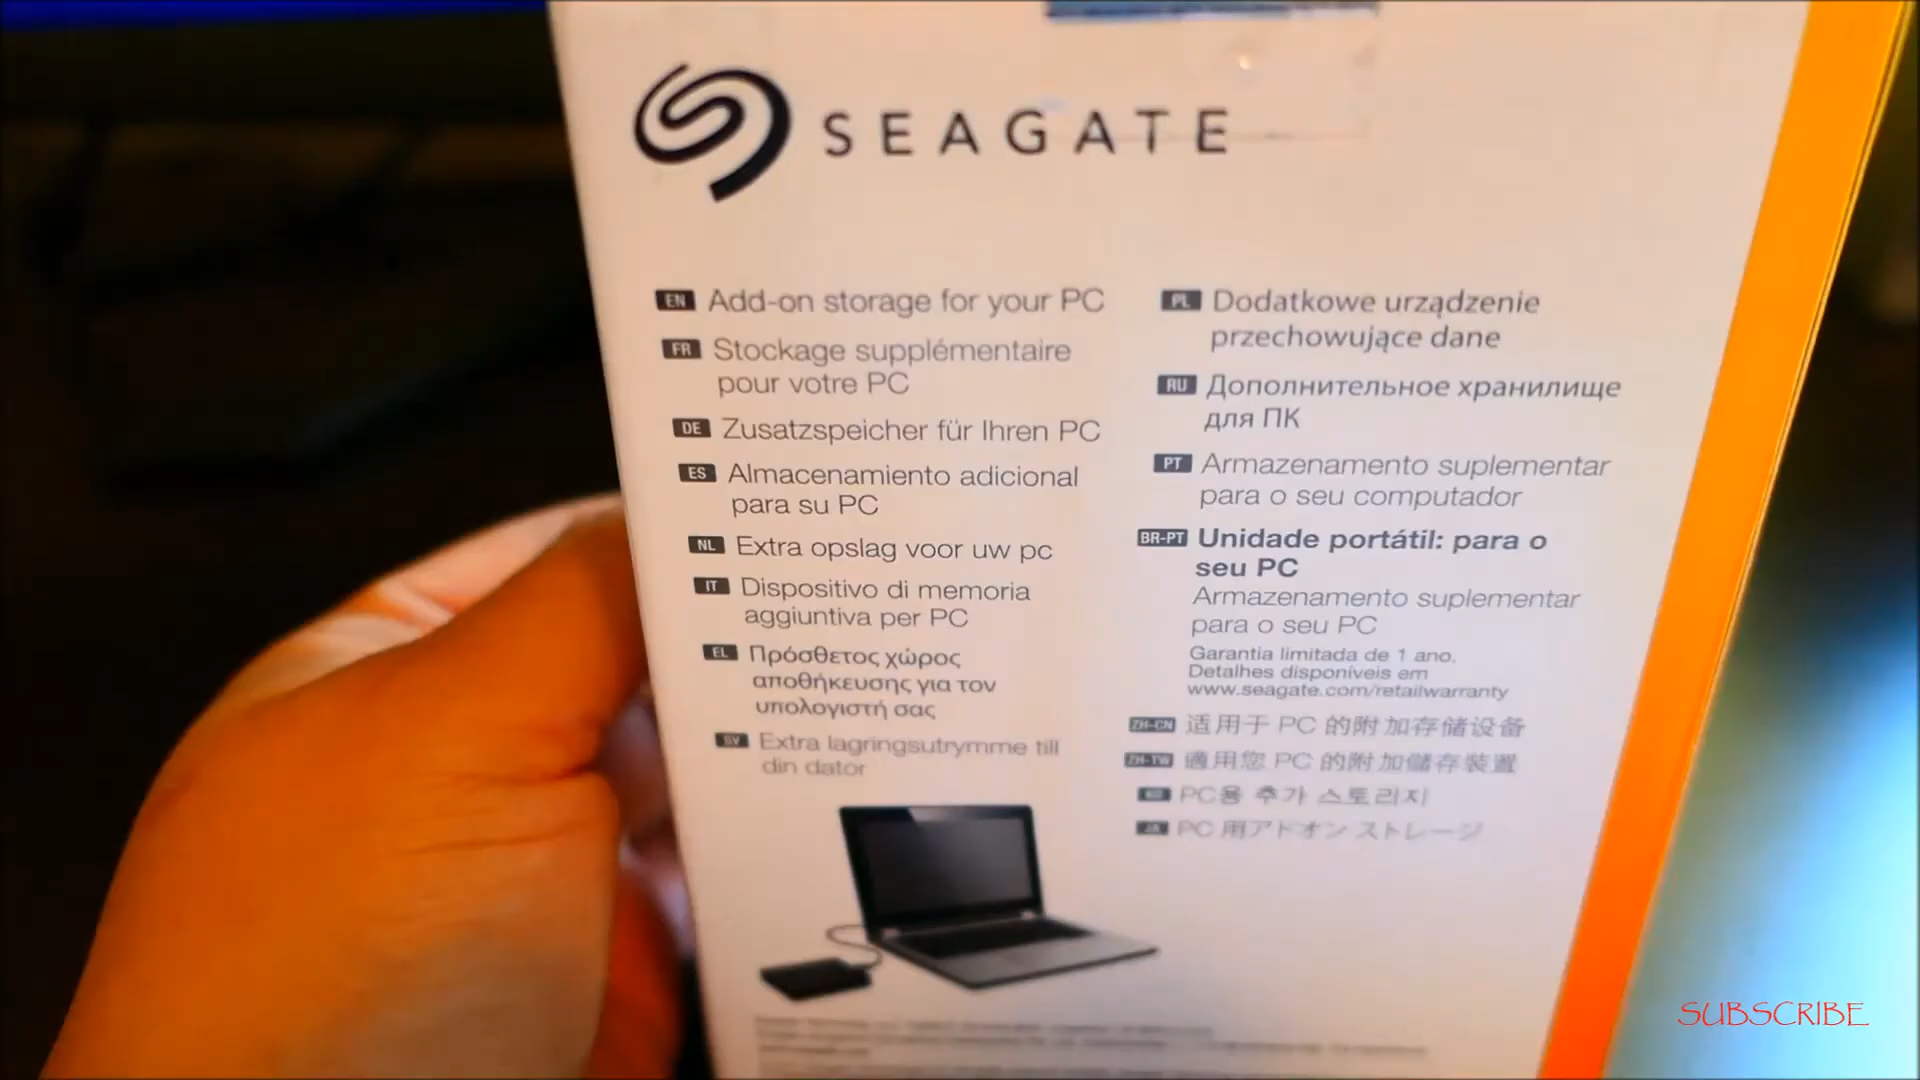 SEAGATE
EN Add-on storage for your PC
FR Stockage supplémentaire
pour votre PC
DE Zusatzspeicher für Ihren PC
ES Almacenamiento adicional
para su PC
NL Extra opslag voor uw pc
IT Dispositivo di memoria
aggiuntiva per PC
EL Πρόσθετος χώρος
αποθήκευσης για τον
υπολογιστή σας
SV Extra lagringsutrymme till
din dator
PL Dodatkowe urządzenie
przechowujące dane
RU Дополнительное хранилище
для ПК
PT Armazenamento suplementar
para o seu computador
BR-PT Unidade portátil: para o
seu PC
Armazenamento suplementar
para o seu PC
Garantia limitada de 1 ano.
Detalhes disponíveis em
www.seagate.com/retailwarranty
ZH-CN 适用于 PC 的附加存储设备
ZH-TW 適用您 PC 的附加儲存裝置
PC용 추가 스토리지
JA PC 用アドオン ストレージ
SUBSCRIBE